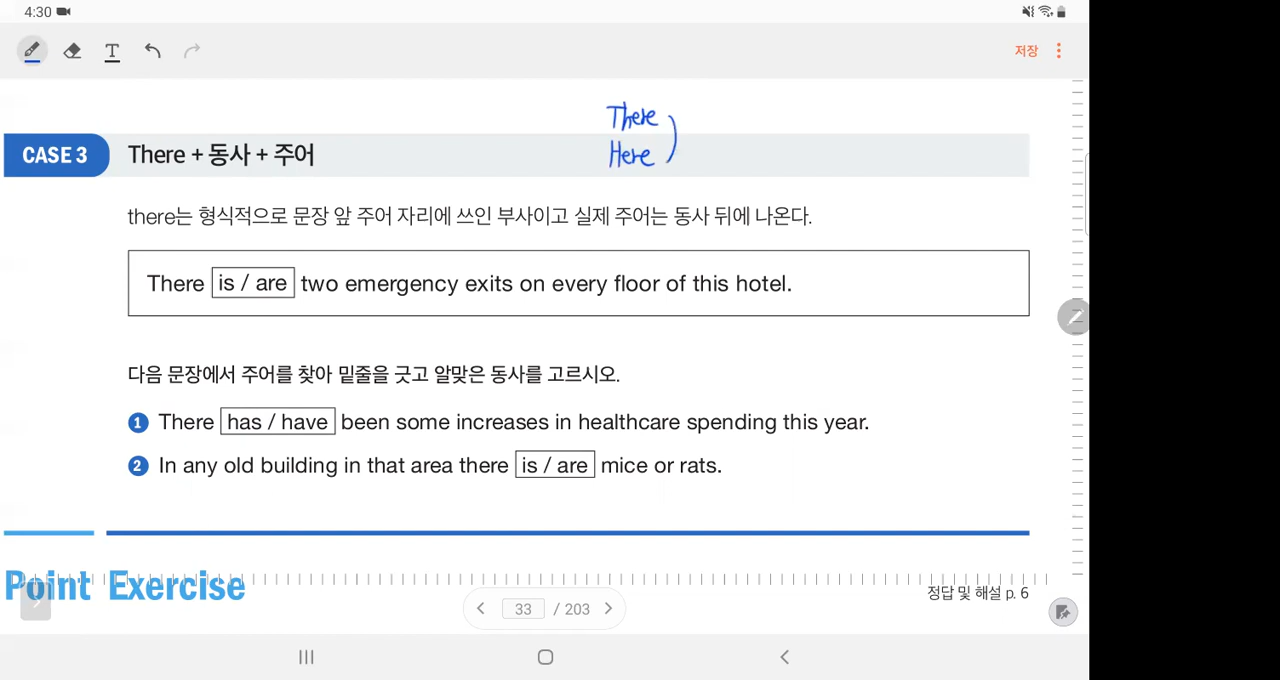 4:30
저장
There
Here
CASE 3 There + 동사 + 주어
there는 형식적으로 문장 앞 주어 자리에 쓰인 부사이고 실제 주어는 동사 뒤에 나온다.
There is / are two emergency exits on every floor of this hotel.
다음 문장에서 주어를 찾아 밑줄을 긋고 알맞은 동사를 고르시오.
1 There has / have been some increases in healthcare spending this year.
2 In any old building in that area there is / are mice or rats.
Point Exercise
정답 및 해설 p. 6
33 / 203